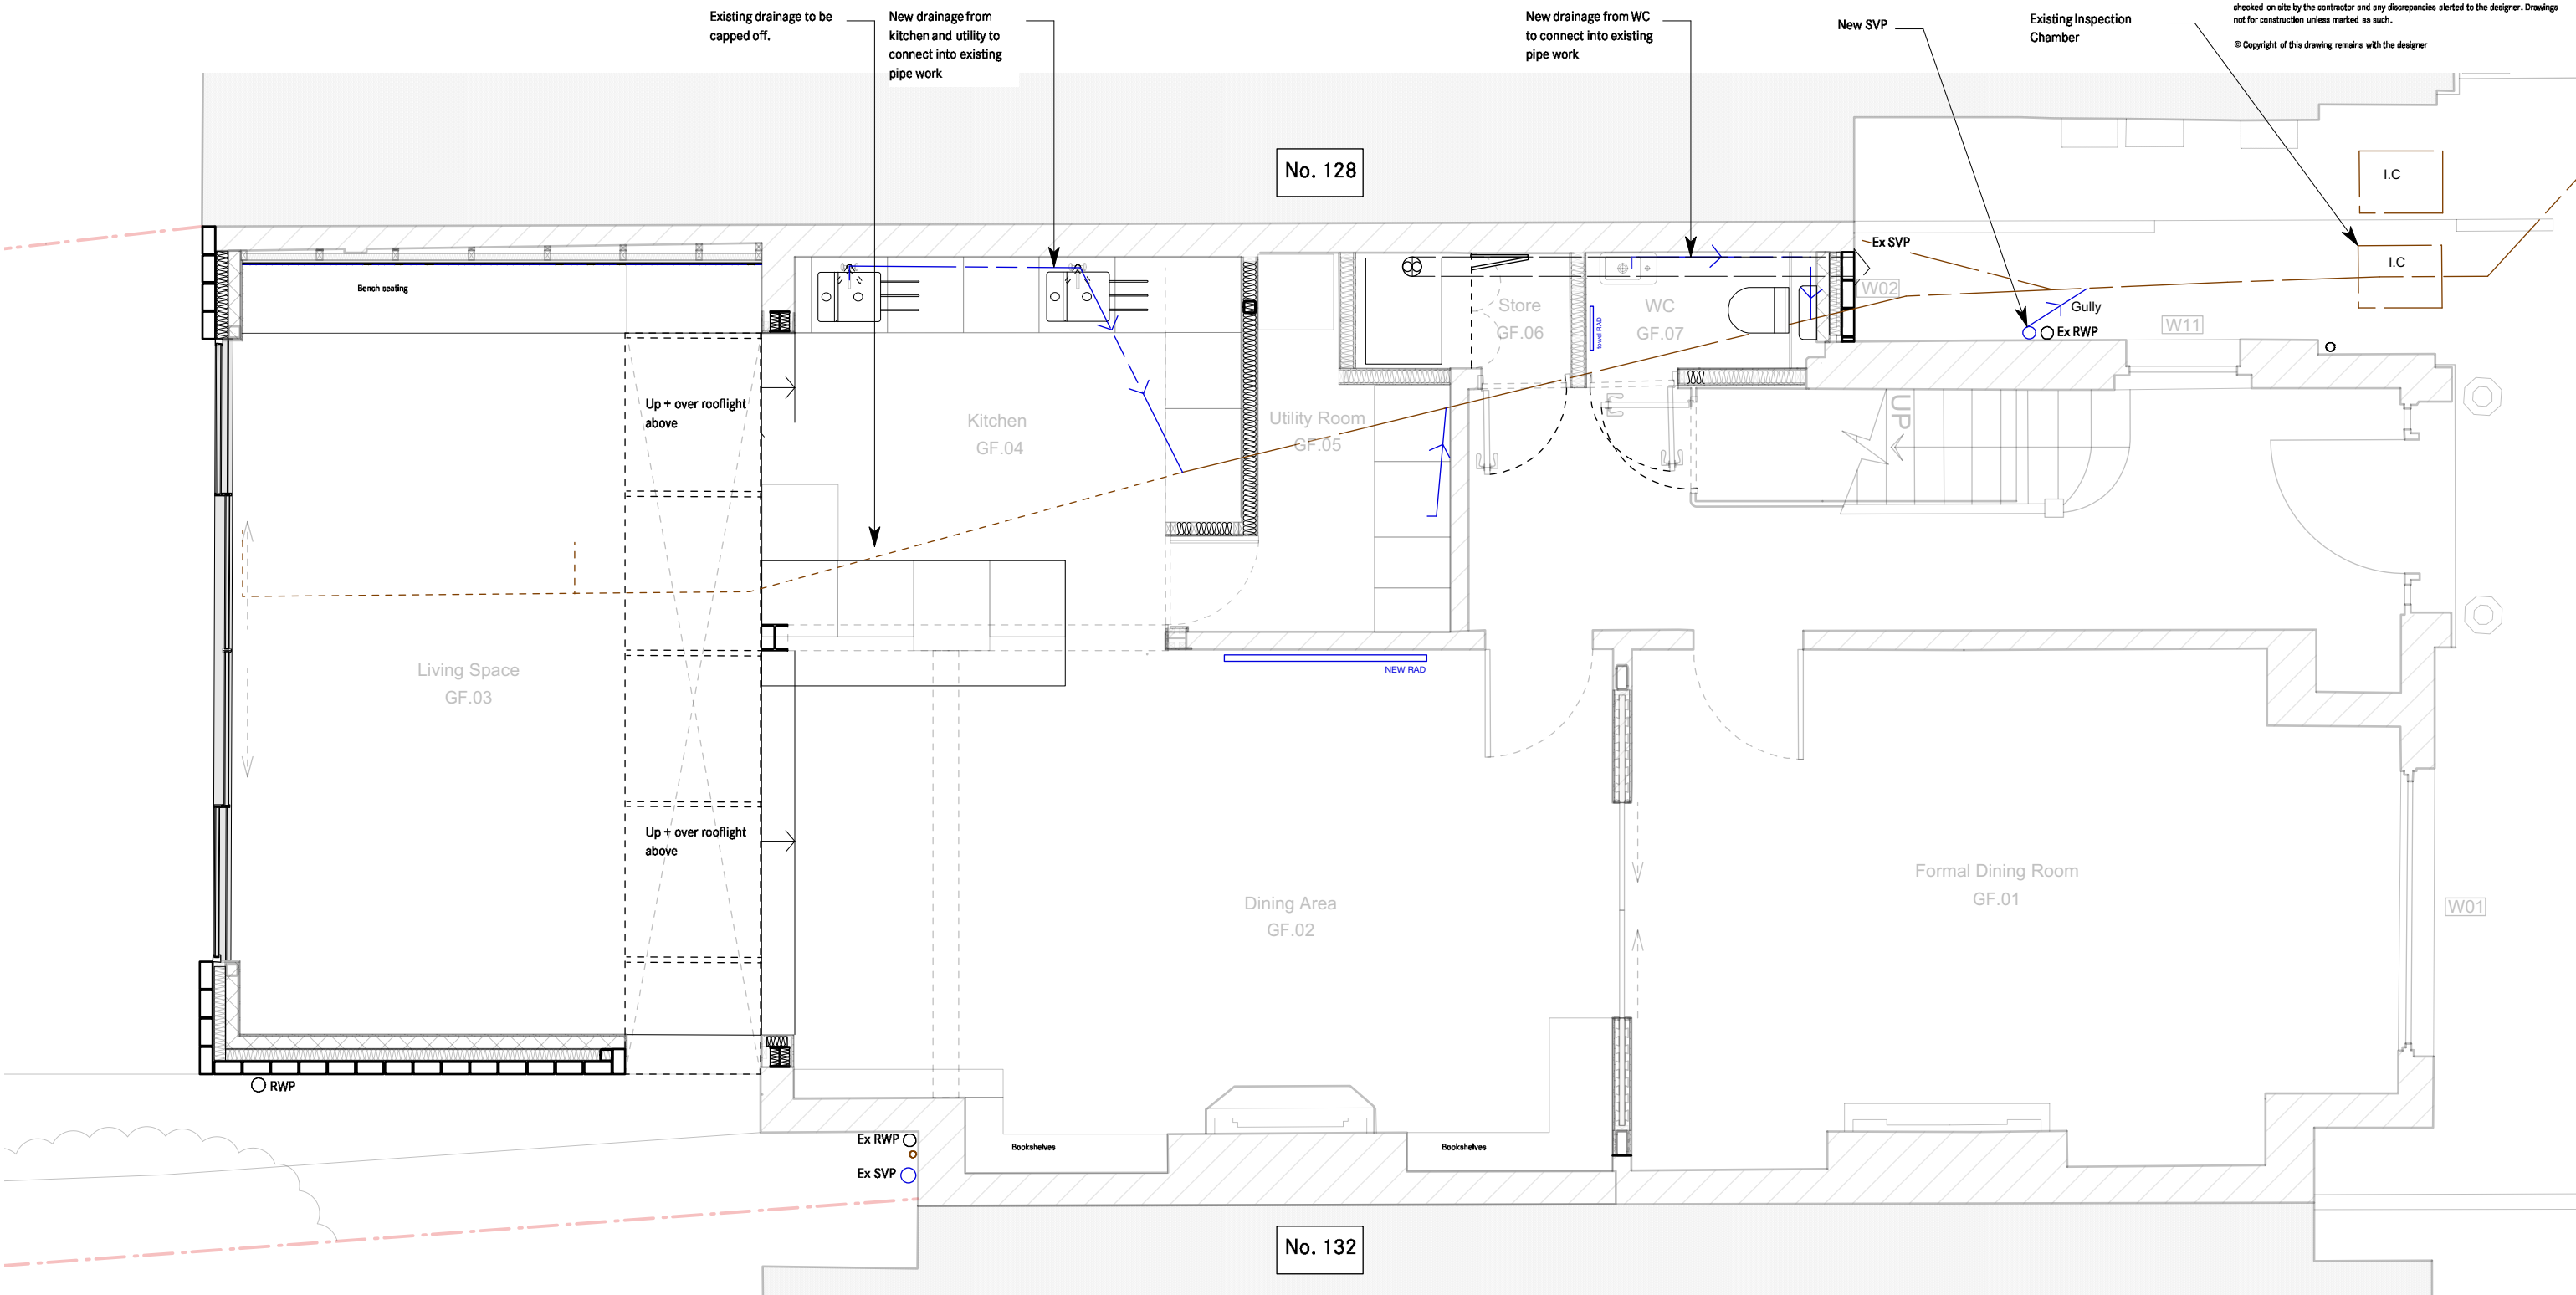 Existing drainage to be
capped off.
New drainage from
kitchen and utility to
connect into existing
pipe work
New drainage from WC
to connect into existing
pipe work
New SVP
Existing Inspection
Chamber
checked on site by the contractor and any discrepancies alerted to the designer. Drawings
not for construction unless marked as such.
© Copyright of this drawing remains with the designer
No. 128
I.C
I.C
Ex SVP
W02
Gully
Ex RWP
W11
Bench seating
Store
GF.06
WC
GF.07
towel RAD
Up + over rooflight
above
Kitchen
GF.04
Utility Room
GF.05
UP
Living Space
GF.03
NEW RAD
Up + over rooflight
above
Dining Area
GF.02
Formal Dining Room
GF.01
W01
RWP
Ex RWP
Ex SVP
Bookshelves
Bookshelves
No. 132